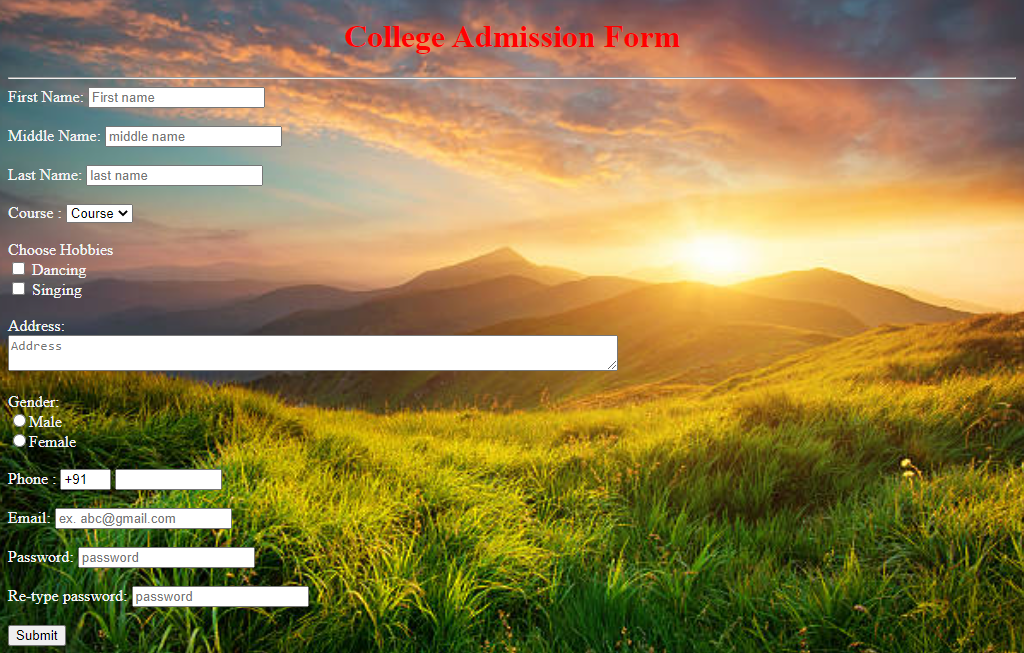 College Admission Form
First Name: First name
Middle Name: middle name
Last Name: last name
Course : Course
Choose Hobbies
Dancing
Singing
Address:
Address
Gender:
Male
Female
Phone : +91
Email: ex. abc@gmail.com
Password: password
Re-type password: password
Submit